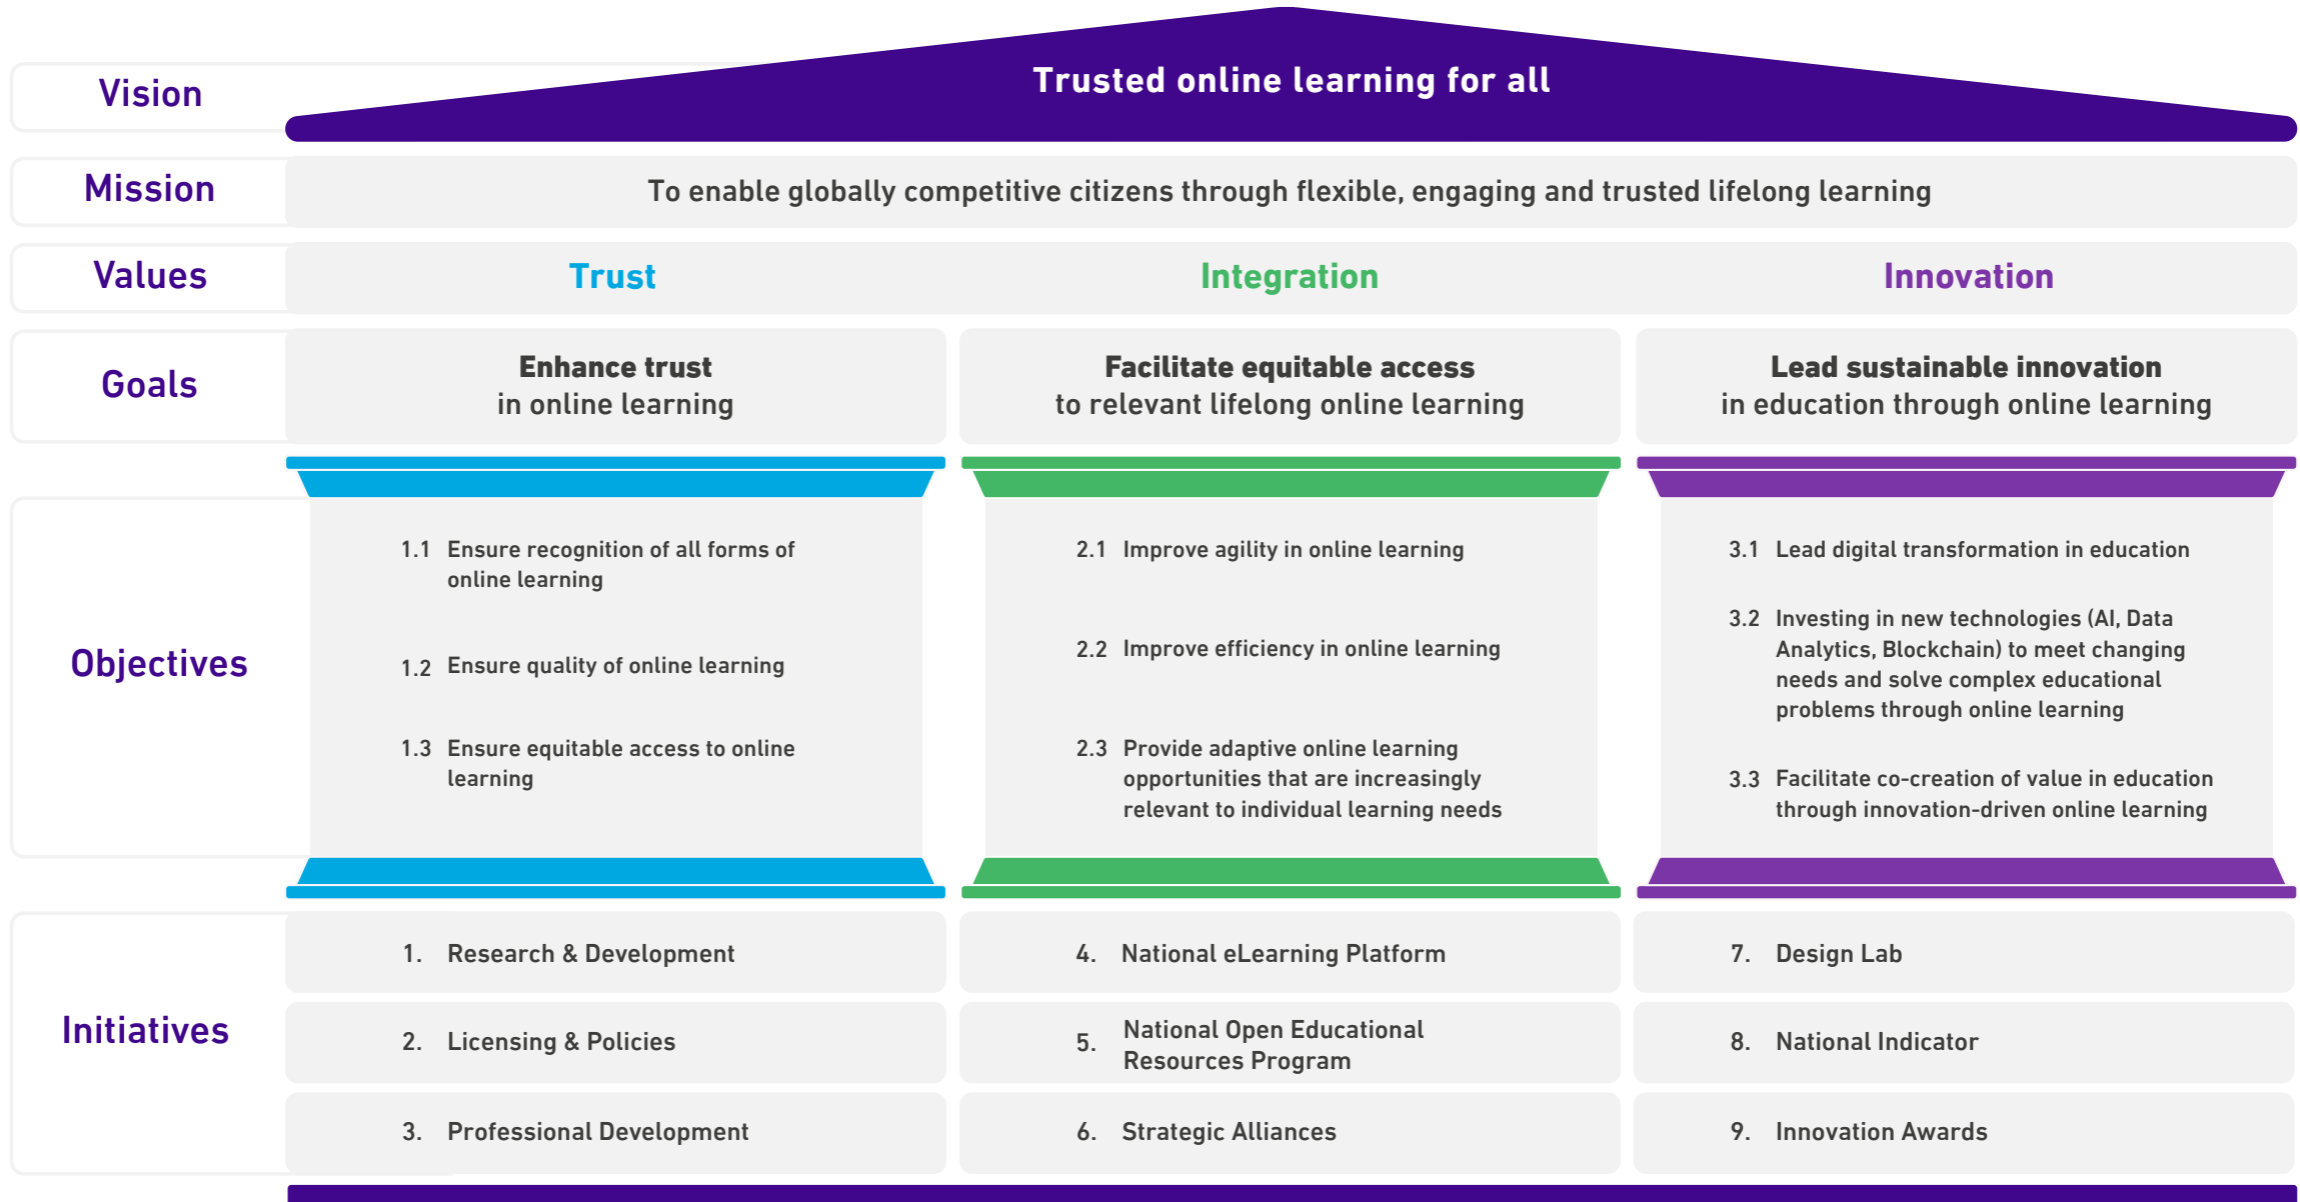 Vision
Trusted online learning for all
Mission
To enable globally competitive citizens through flexible, engaging and trusted lifelong learning
Values
Trust
Integration
Innovation
Goals
Enhance trust
in online learning
Facilitate equitable access
to relevant lifelong online learning
Lead sustainable innovation
in education through online learning
Objectives
1.1 Ensure recognition of all forms of
online learning
1.2 Ensure quality of online learning
1.3 Ensure equitable access to online
learning
2.1 Improve agility in online learning
2.2 Improve efficiency in online learning
2.3 Provide adaptive online learning
opportunities that are increasingly
relevant to individual learning needs
3.1 Lead digital transformation in education
3.2 Investing in new technologies (AI, Data
Analytics, Blockchain) to meet changing
needs and solve complex educational
problems through online learning
3.3 Facilitate co-creation of value in education
through innovation-driven online learning
Initiatives
1. Research & Development
2. Licensing & Policies
3. Professional Development
4. National eLearning Platform
5. National Open Educational
Resources Program
6. Strategic Alliances
7. Design Lab
8. National Indicator
9. Innovation Awards